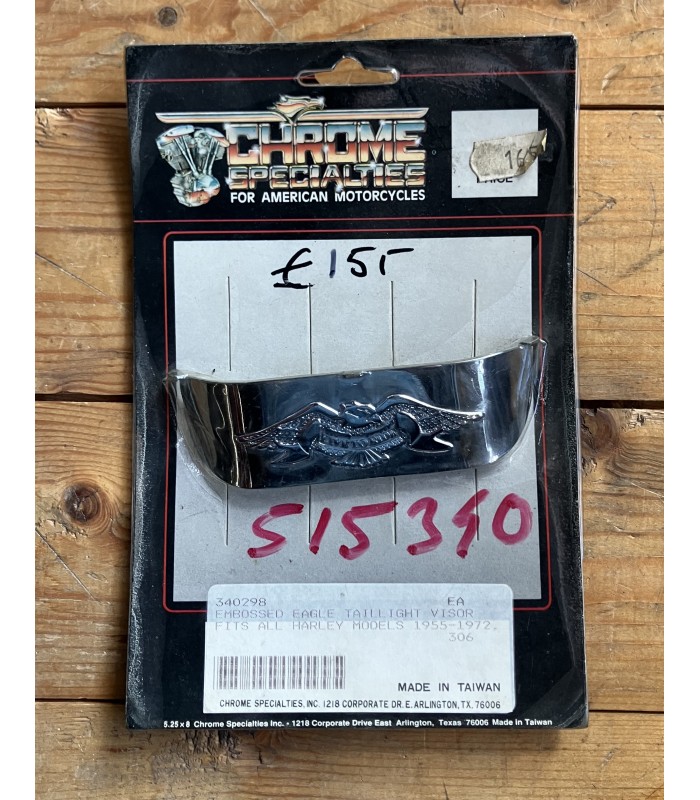 CHROME
SPECIALTIES
FOR AMERICAN MOTORCYCLES
£155
515390
340298 EA
EMBOSSED EAGLE TAILLIGHT VISOR
FITS ALL HARLEY MODELS 1955-1972,
306
MADE IN TAIWAN
CHROME SPECIALTIES, INC. 1218 CORPORATE DR. E. ARLINGTON, TX. 76006
5.25 x 8 Chrome Specialties Inc. - 1218 Corporate Drive East Arlington, Texas 76006 Made in Taiwan